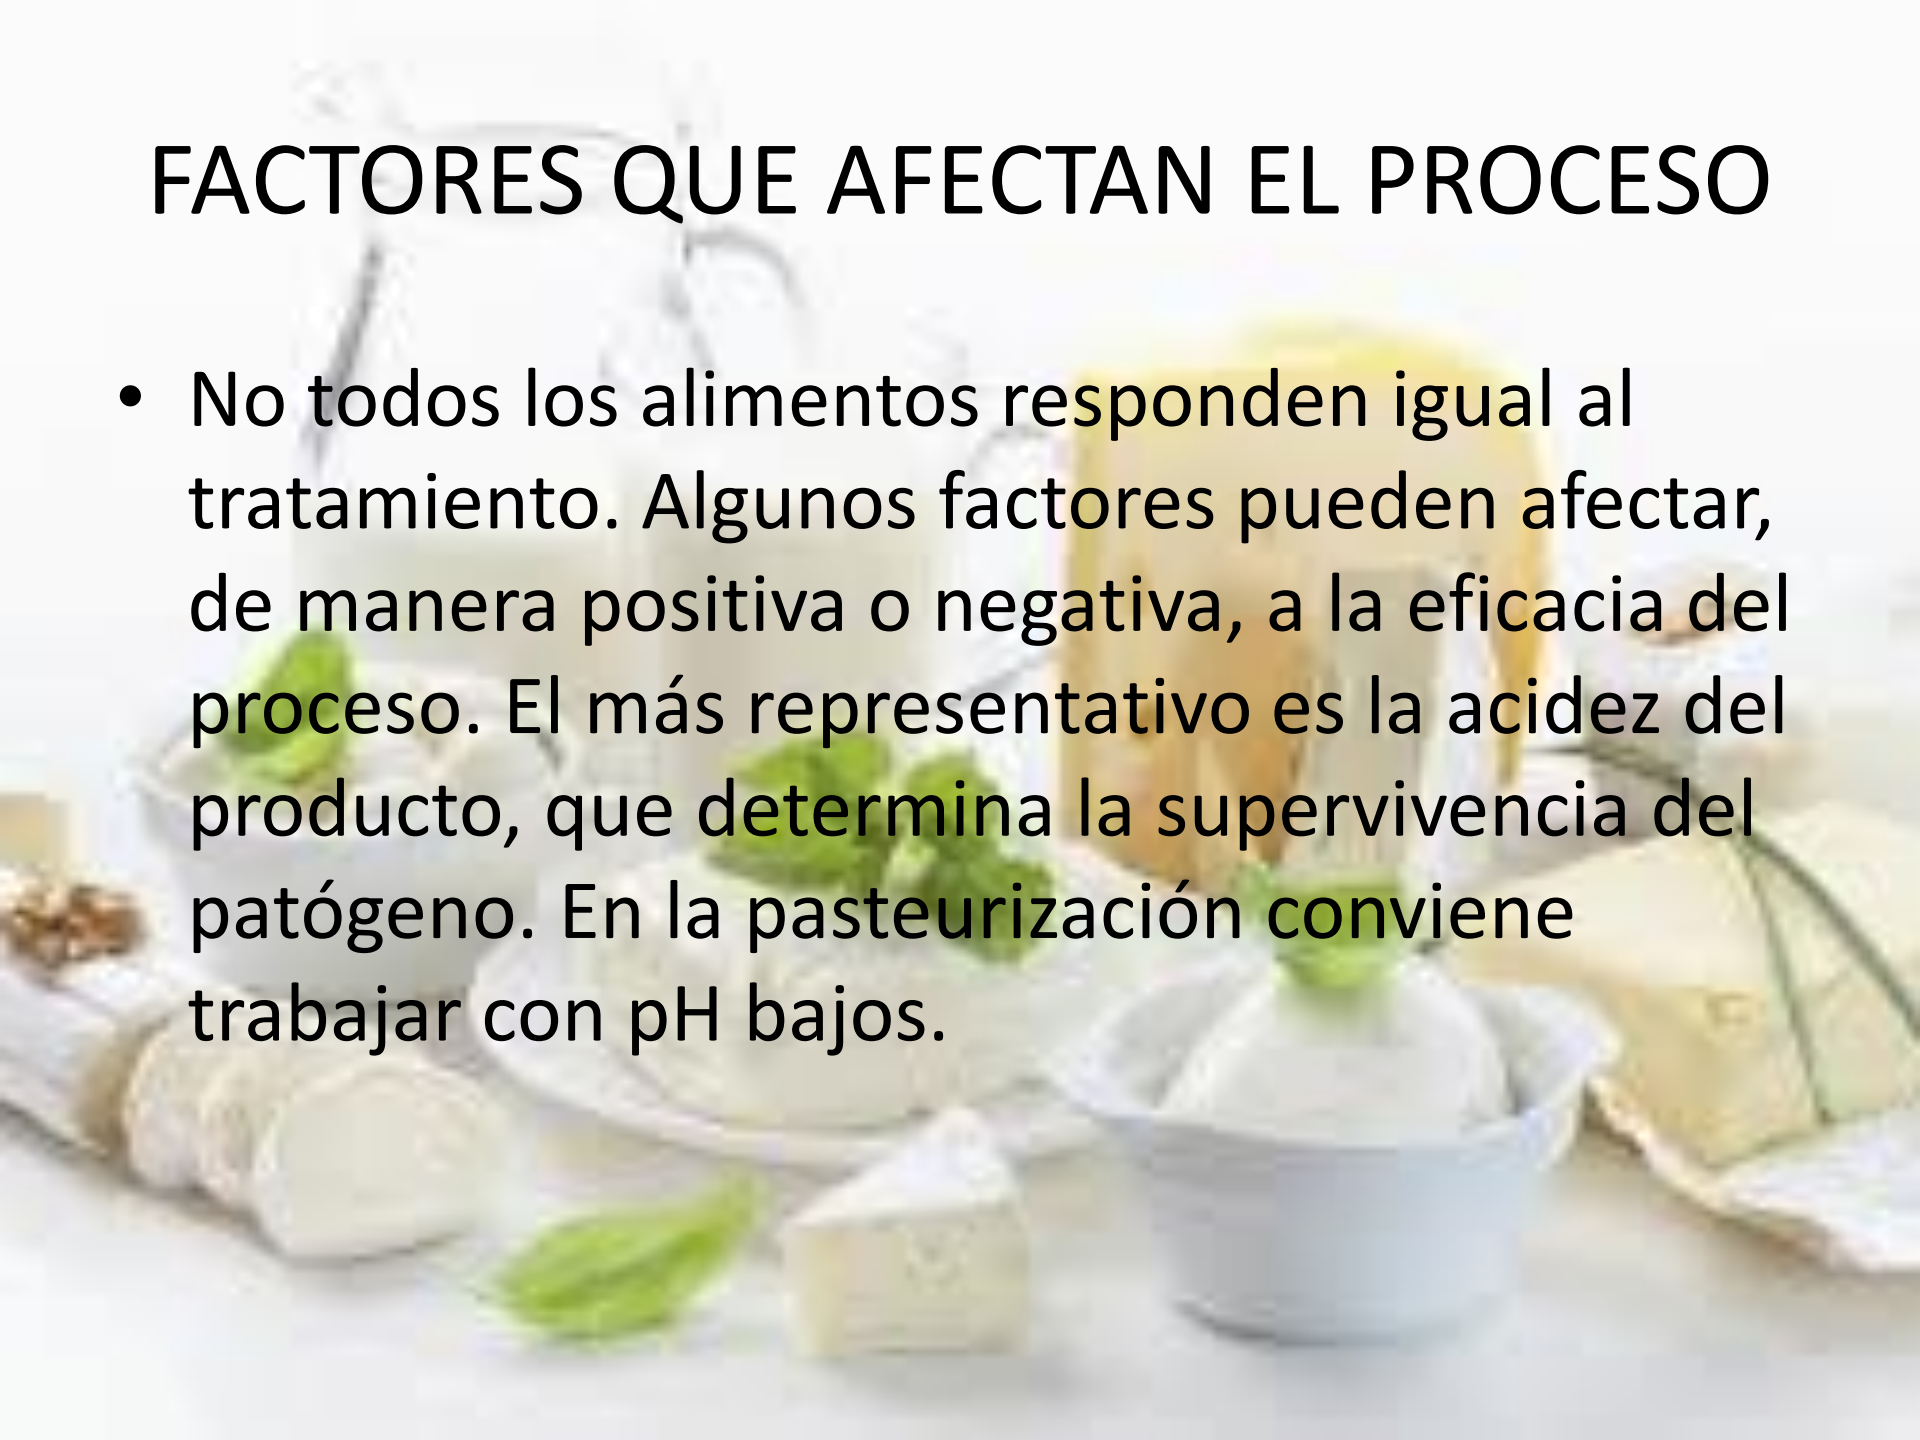 FACTORES QUE AFECTAN EL PROCESO
• No todos los alimentos responden igual al
tratamiento. Algunos factores pueden afectar,
de manera positiva o negativa, a la eficacia del
proceso. El más representativo es la acidez del
producto, que determina la supervivencia del
patógeno. En la pasteurización conviene
trabajar con pH bajos.